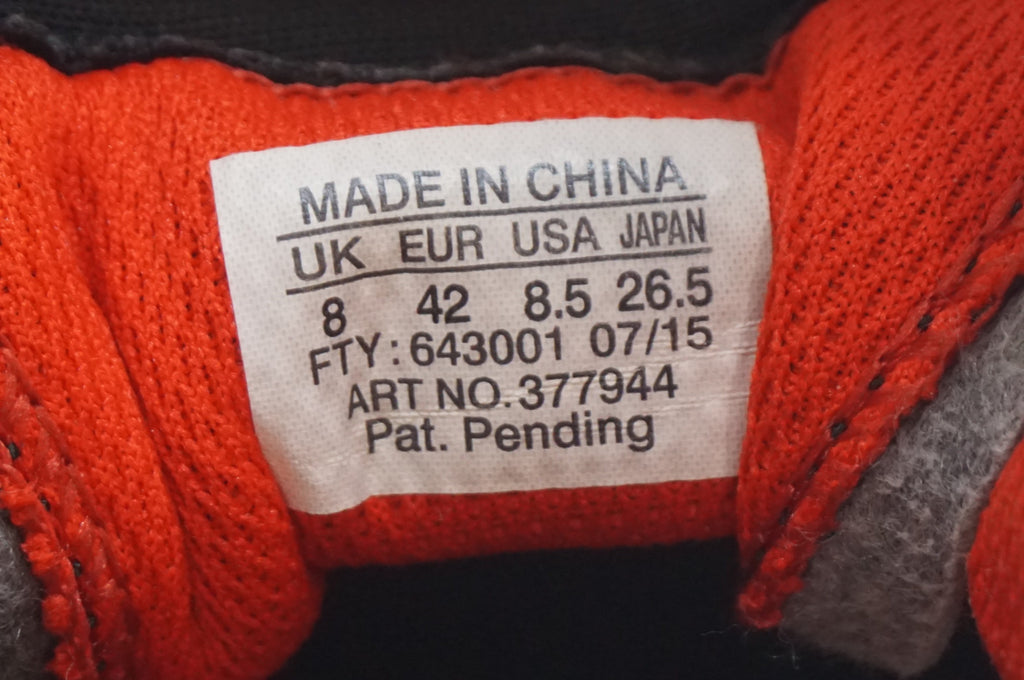 MADE IN CHINA
UK EUR USA JAPAN
8 42 8.5 26.5
FTY: 643001 07/15
ART NO. 377944
Pat. Pending